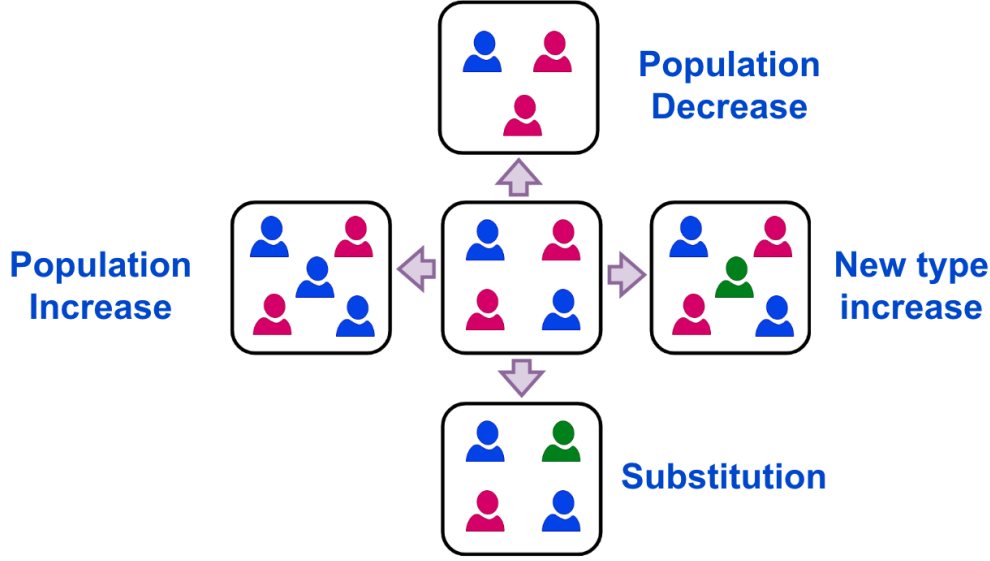 Population
Decrease
Population
Increase
New type
increase
Substitution